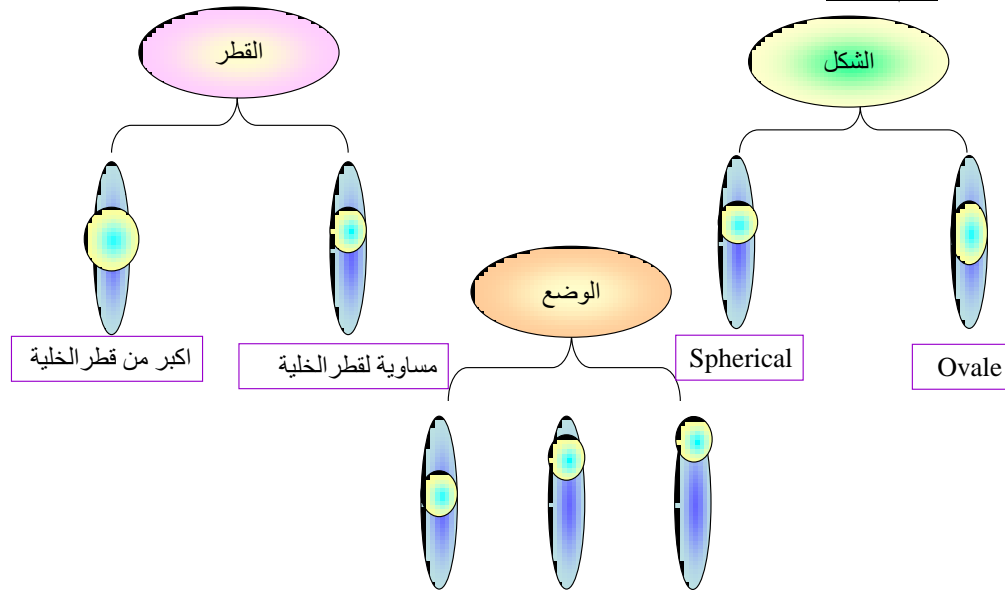 الشكل
القطر
Spherical
Ovale
اكبر من قطر الخلية
مساوية لقطر الخلية
الوضع